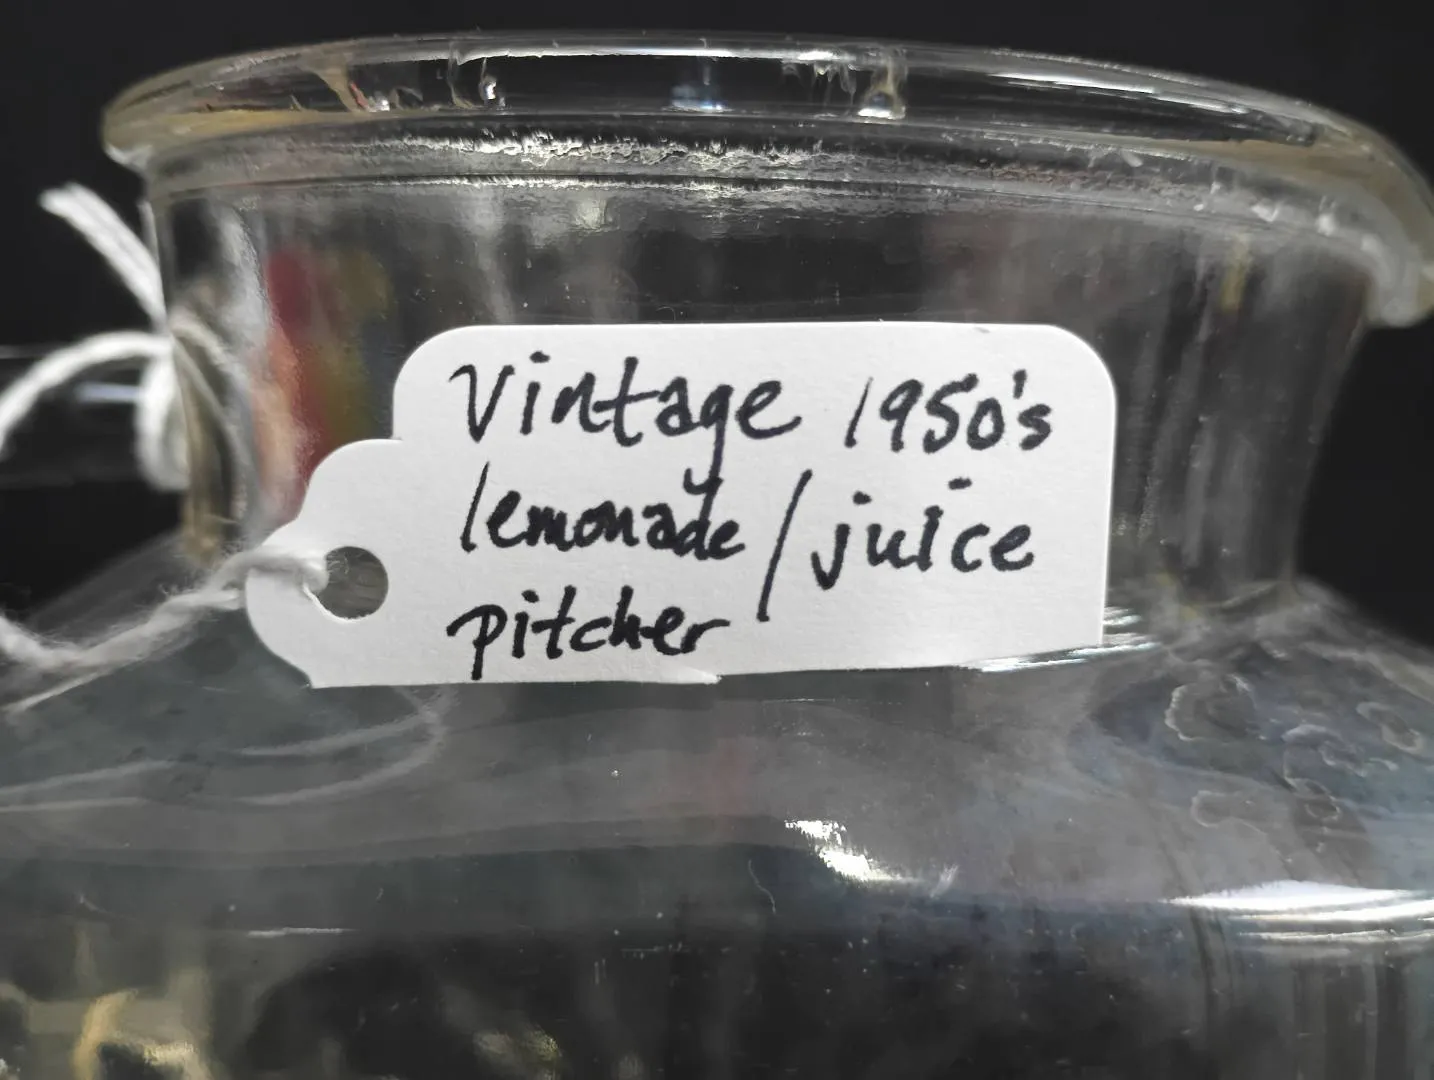 Vintage 1950's
lemonade / juice
pitcher